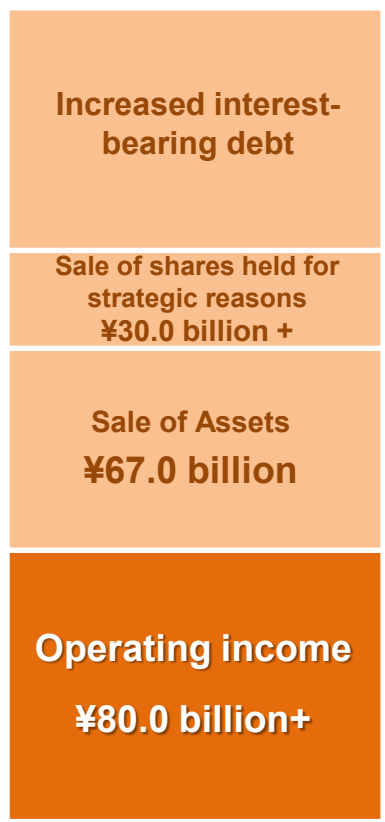 Increased interest-
bearing debt
Sale of shares held for
strategic reasons
¥30.0 billion +
Sale of Assets
¥67.0 billion
Operating income
¥80.0 billion+